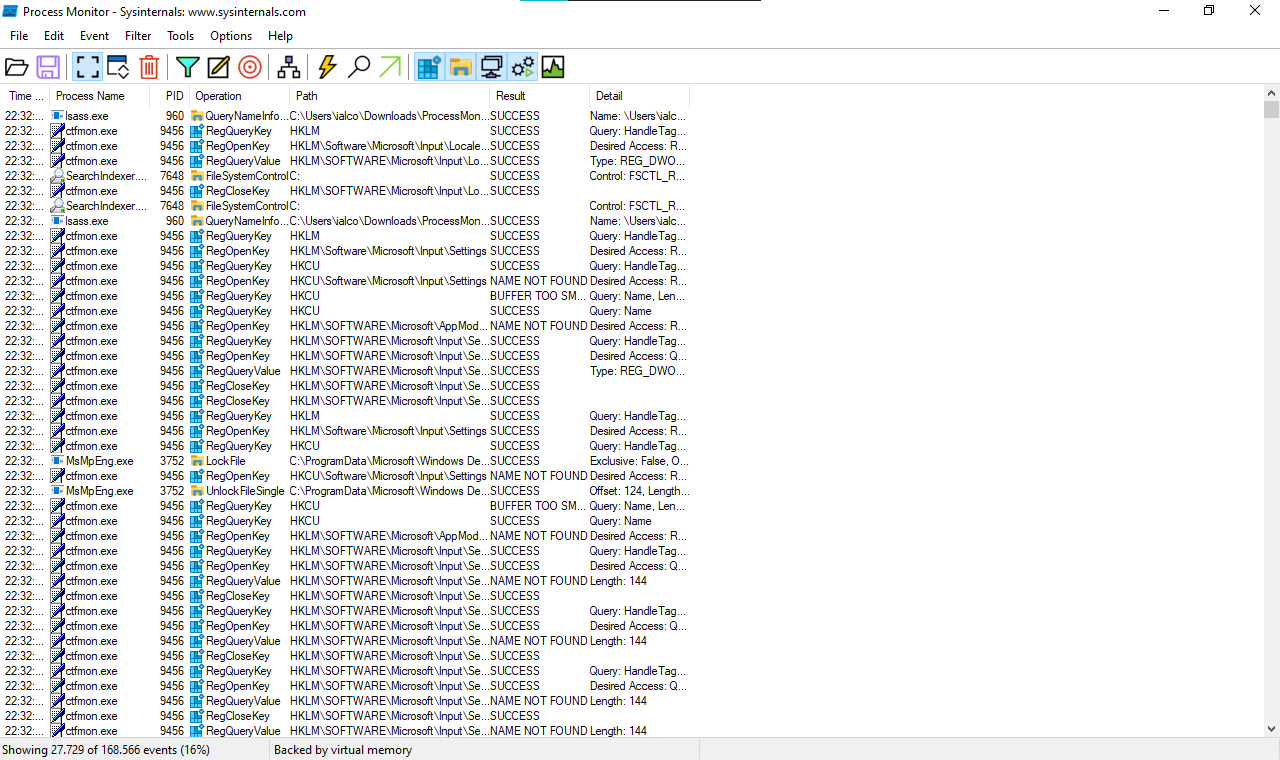 Process Monitor - Sysinternals: www.sysinternals.com
File Edit Event Filter Tools Options Help
Time ... Process Name PID Operation Path Result Detail
22:32:... lsass.exe 960 QueryNameInfo... C:\Users\ialco\Downloads\ProcessMon... SUCCESS Name: \Users\ialc...
22:32:... ctfmon.exe 9456 RegQueryKey HKLM SUCCESS Query: HandleTag...
22:32:... ctfmon.exe 9456 RegOpenKey HKLM\Software\Microsoft\Input\Locale... SUCCESS Desired Access: R...
22:32:... ctfmon.exe 9456 RegQueryValue HKLM\SOFTWARE\Microsoft\Input\Lo... SUCCESS Type: REG_DWO...
22:32:... SearchIndexer.... 7648 FileSystemControl C: SUCCESS Control: FSCTL_R...
22:32:... ctfmon.exe 9456 RegCloseKey HKLM\SOFTWARE\Microsoft\Input\Lo... SUCCESS
22:32:... SearchIndexer.... 7648 FileSystemControl C: SUCCESS Control: FSCTL_R...
22:32:... lsass.exe 960 QueryNameInfo... C:\Users\ialco\Downloads\ProcessMon... SUCCESS Name: \Users\ialc...
22:32:... ctfmon.exe 9456 RegQueryKey HKLM SUCCESS Query: HandleTag...
22:32:... ctfmon.exe 9456 RegOpenKey HKLM\Software\Microsoft\Input\Settings SUCCESS Desired Access: R...
22:32:... ctfmon.exe 9456 RegQueryKey HKCU SUCCESS Query: HandleTag...
22:32:... ctfmon.exe 9456 RegOpenKey HKCU\Software\Microsoft\Input\Settings NAME NOT FOUND Desired Access: R...
22:32:... ctfmon.exe 9456 RegQueryKey HKCU BUFFER TOO SM... Query: Name, Len...
22:32:... ctfmon.exe 9456 RegQueryKey HKCU SUCCESS Query: Name
22:32:... ctfmon.exe 9456 RegOpenKey HKLM\SOFTWARE\Microsoft\AppMod... NAME NOT FOUND Desired Access: R...
22:32:... ctfmon.exe 9456 RegQueryKey HKLM\SOFTWARE\Microsoft\Input\Se... SUCCESS Query: HandleTag...
22:32:... ctfmon.exe 9456 RegOpenKey HKLM\SOFTWARE\Microsoft\Input\Se... SUCCESS Desired Access: Q...
22:32:... ctfmon.exe 9456 RegQueryValue HKLM\SOFTWARE\Microsoft\Input\Se... SUCCESS Type: REG_DWO...
22:32:... ctfmon.exe 9456 RegCloseKey HKLM\SOFTWARE\Microsoft\Input\Se... SUCCESS
22:32:... ctfmon.exe 9456 RegCloseKey HKLM\SOFTWARE\Microsoft\Input\Se... SUCCESS
22:32:... ctfmon.exe 9456 RegQueryKey HKLM SUCCESS Query: HandleTag...
22:32:... ctfmon.exe 9456 RegOpenKey HKLM\Software\Microsoft\Input\Settings SUCCESS Desired Access: R...
22:32:... ctfmon.exe 9456 RegQueryKey HKCU SUCCESS Query: HandleTag...
22:32:... MsMpEng.exe 3752 LockFile C:\ProgramData\Microsoft\Windows De... SUCCESS Exclusive: False, O...
22:32:... ctfmon.exe 9456 RegOpenKey HKCU\Software\Microsoft\Input\Settings NAME NOT FOUND Desired Access: R...
22:32:... MsMpEng.exe 3752 UnlockFileSingle C:\ProgramData\Microsoft\Windows De... SUCCESS Offset: 124, Length...
22:32:... ctfmon.exe 9456 RegQueryKey HKCU BUFFER TOO SM... Query: Name, Len...
22:32:... ctfmon.exe 9456 RegQueryKey HKCU SUCCESS Query: Name
22:32:... ctfmon.exe 9456 RegOpenKey HKLM\SOFTWARE\Microsoft\AppMod... NAME NOT FOUND Desired Access: R...
22:32:... ctfmon.exe 9456 RegQueryKey HKLM\SOFTWARE\Microsoft\Input\Se... SUCCESS Query: HandleTag...
22:32:... ctfmon.exe 9456 RegOpenKey HKLM\SOFTWARE\Microsoft\Input\Se... SUCCESS Desired Access: Q...
22:32:... ctfmon.exe 9456 RegQueryValue HKLM\SOFTWARE\Microsoft\Input\Se... NAME NOT FOUND Length: 144
22:32:... ctfmon.exe 9456 RegCloseKey HKLM\SOFTWARE\Microsoft\Input\Se... SUCCESS
22:32:... ctfmon.exe 9456 RegQueryKey HKLM\SOFTWARE\Microsoft\Input\Se... SUCCESS Query: HandleTag...
22:32:... ctfmon.exe 9456 RegOpenKey HKLM\SOFTWARE\Microsoft\Input\Se... SUCCESS Desired Access: Q...
22:32:... ctfmon.exe 9456 RegQueryValue HKLM\SOFTWARE\Microsoft\Input\Se... NAME NOT FOUND Length: 144
22:32:... ctfmon.exe 9456 RegCloseKey HKLM\SOFTWARE\Microsoft\Input\Se... SUCCESS
22:32:... ctfmon.exe 9456 RegQueryKey HKLM\SOFTWARE\Microsoft\Input\Se... SUCCESS Query: HandleTag...
22:32:... ctfmon.exe 9456 RegOpenKey HKLM\SOFTWARE\Microsoft\Input\Se... SUCCESS Desired Access: Q...
22:32:... ctfmon.exe 9456 RegQueryValue HKLM\SOFTWARE\Microsoft\Input\Se... NAME NOT FOUND Length: 144
22:32:... ctfmon.exe 9456 RegCloseKey HKLM\SOFTWARE\Microsoft\Input\Se... SUCCESS
22:32:... ctfmon.exe 9456 RegQueryValue HKLM\SOFTWARE\Microsoft\Input\Se... NAME NOT FOUND Length: 144
Showing 27.729 of 168.566 events (16%) Backed by virtual memory